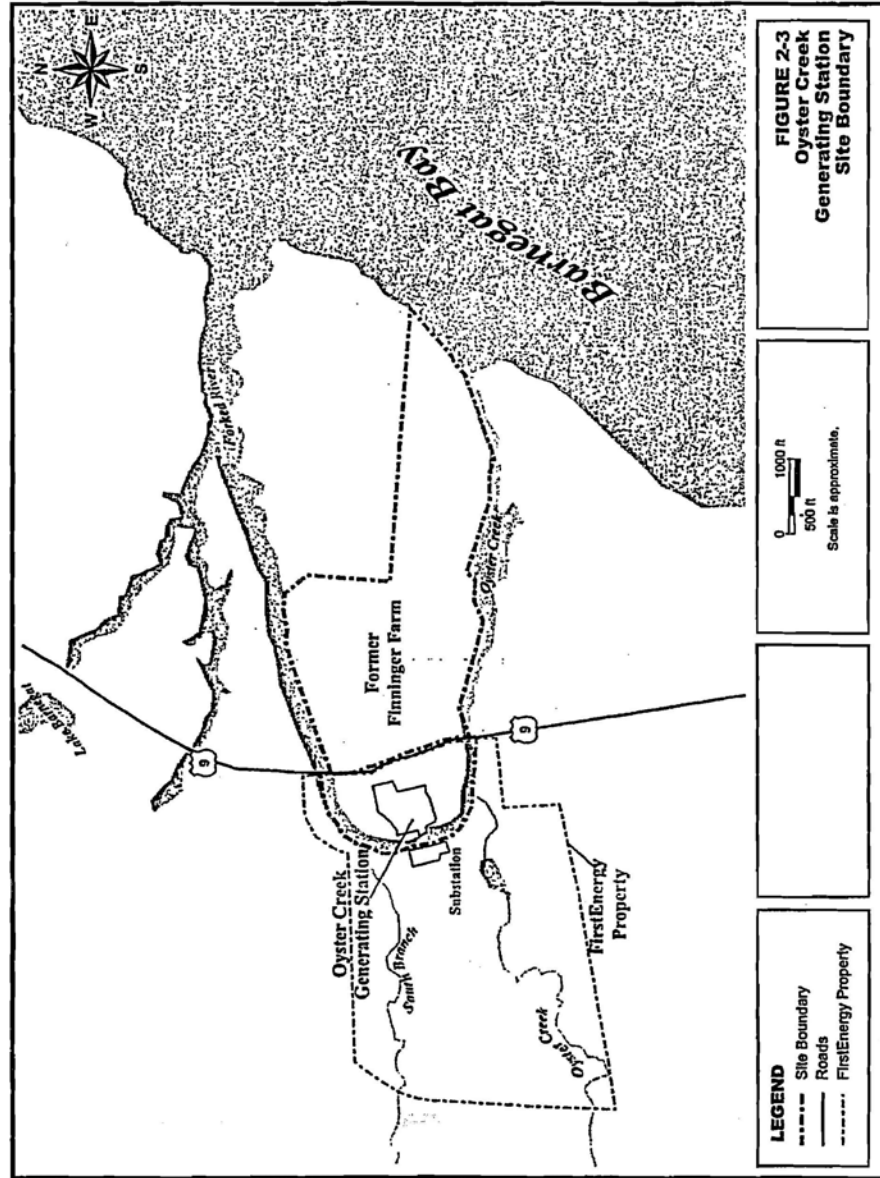 N
E
S
W
Lake Barnegat
9
Forked River
Barnegat Bay
Former
Finninger Farm
Oyster Creek
Generating Station
South Branch
Substation
Oyster Creek
9
FirstEnergy
Property
Oyster Creek
LEGEND
Site Boundary
Roads
FirstEnergy Property
0 1000 ft
500 ft
Scale is approximate.
FIGURE 2-3
Oyster Creek
Generating Station
Site Boundary